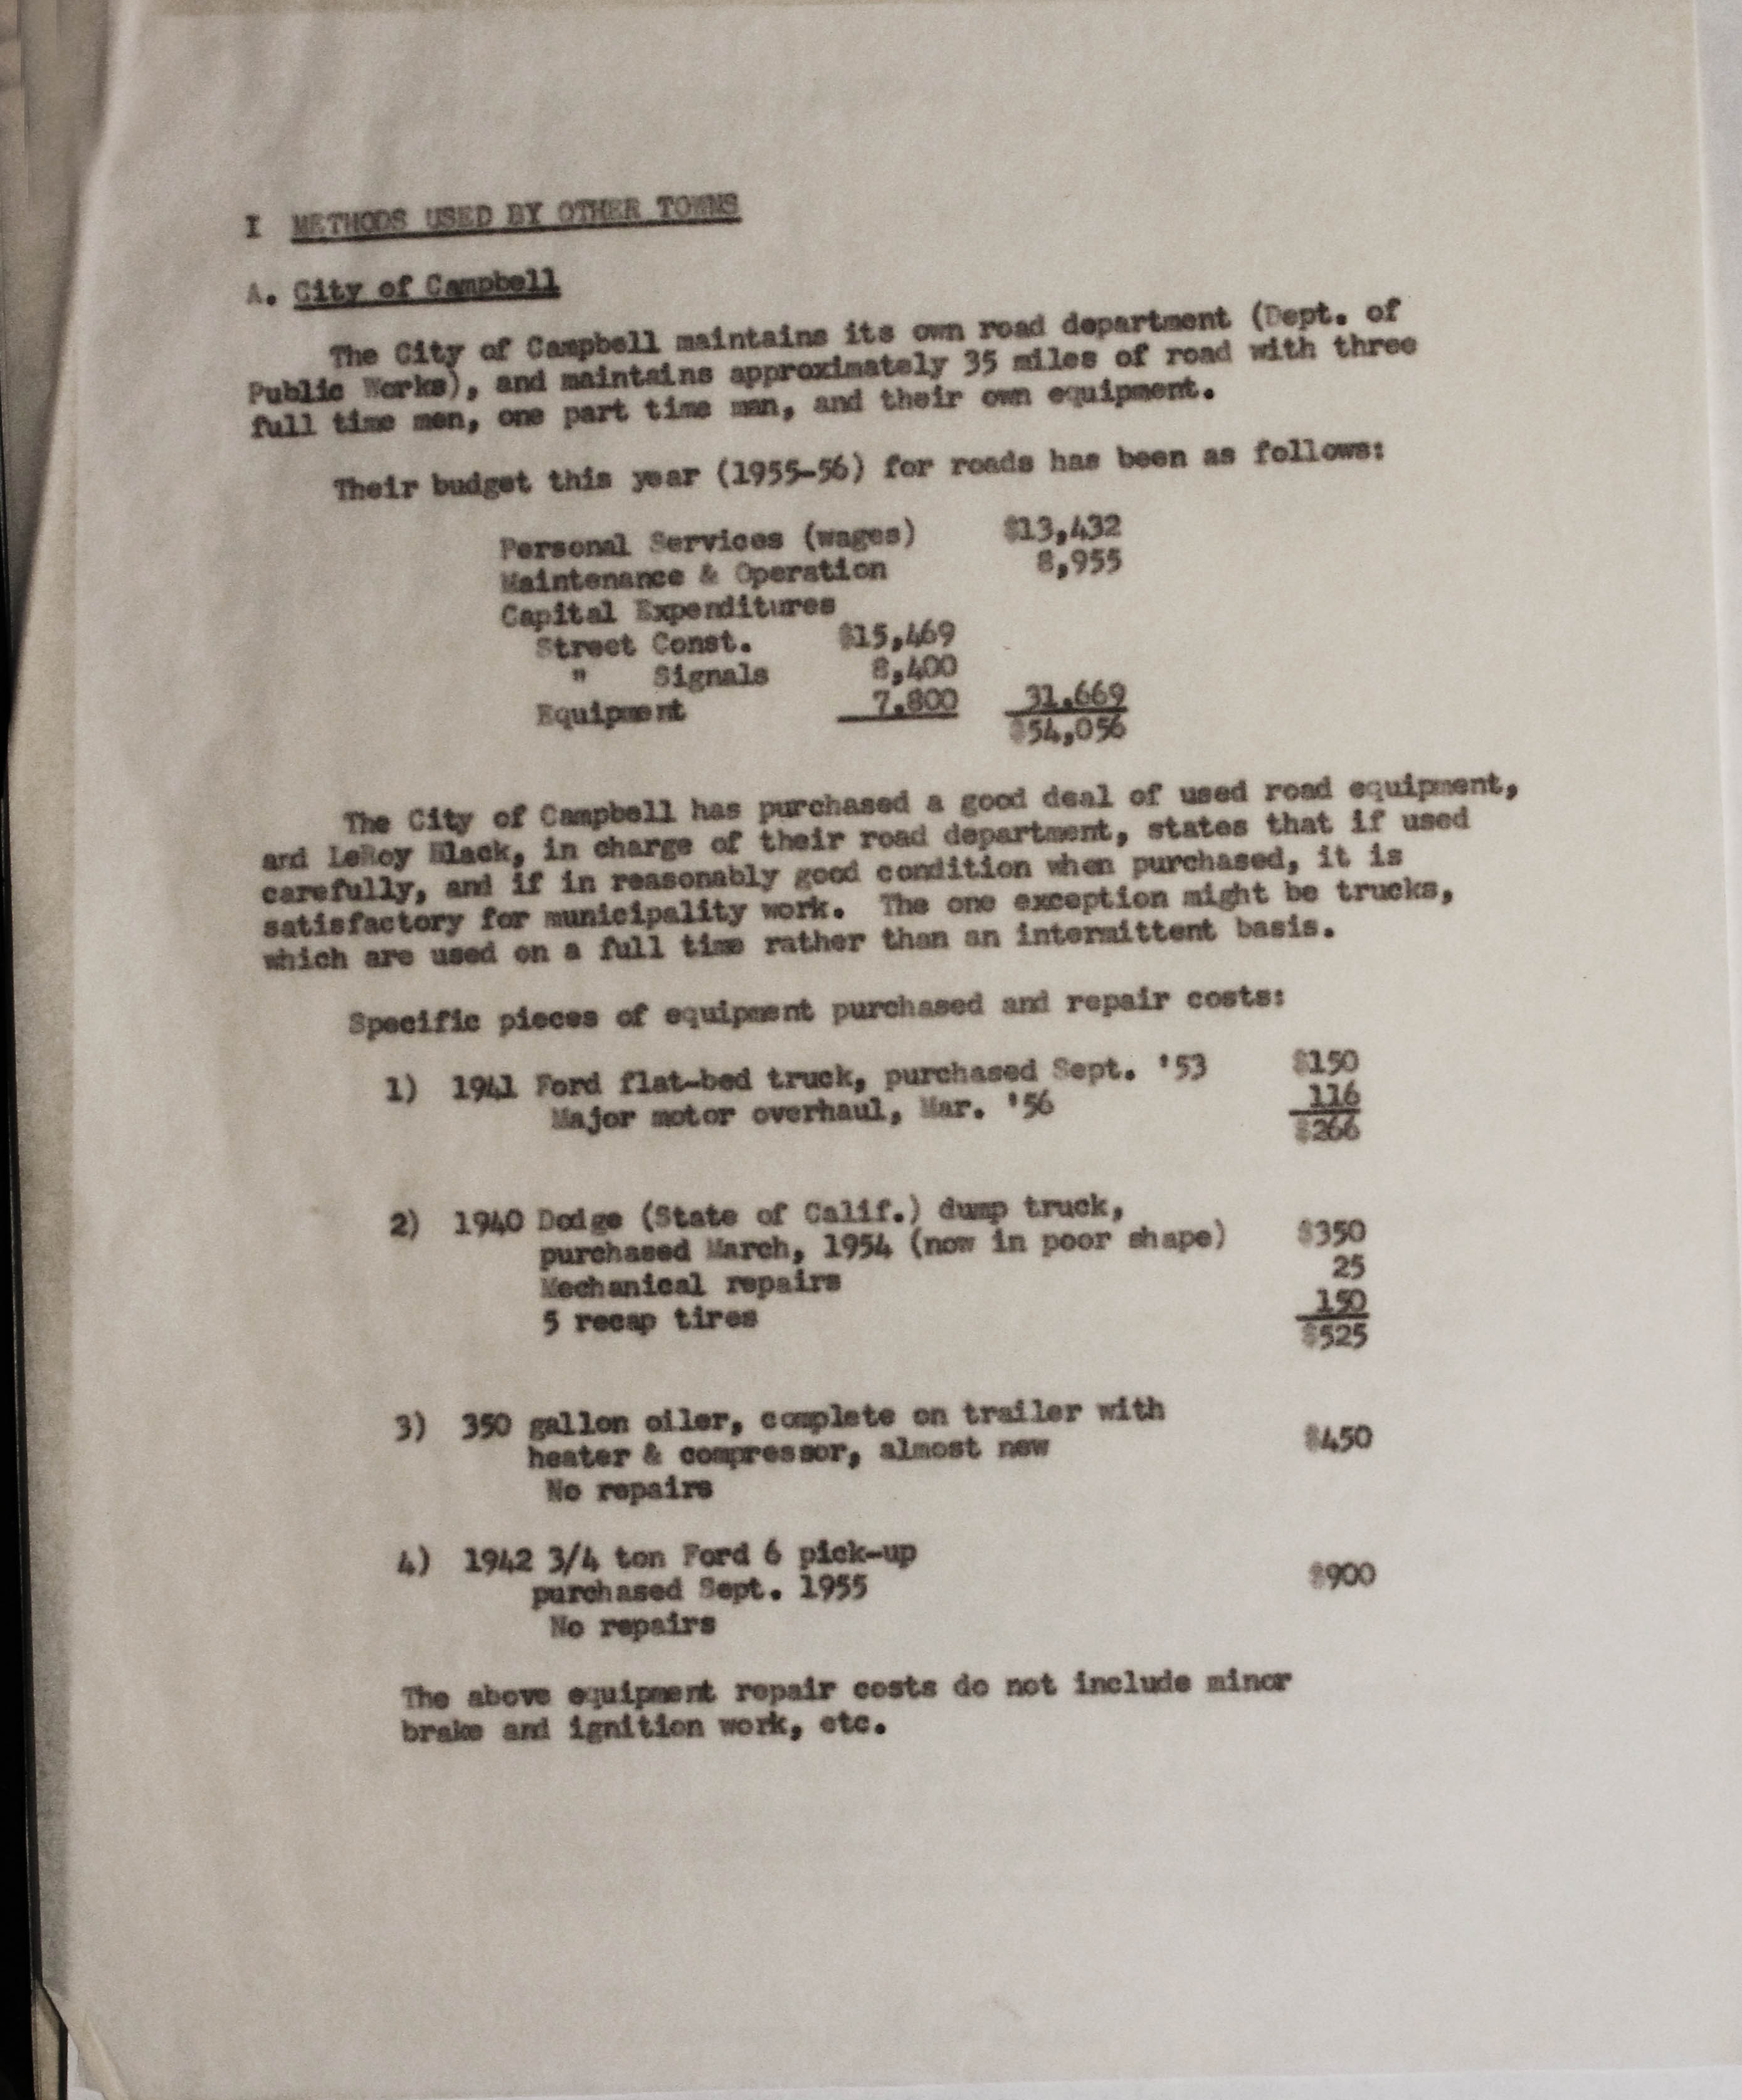 I METHODS USED BY OTHER TOWNS
A. City of Campbell
The City of Campbell maintains its own road department (Dept. of
Public Works), and maintains approximately 35 miles of road with three
full time men, one part time man, and their own equipment.
Their budget this year (1955-56) for roads has been as follows:
Personal Services (wages) $13,432
Maintenance & Operation 8,955
Capital Expenditures
Street Const. $15,469
" Signals 8,400
Equipment 7,800 31,669
$54,056
The City of Campbell has purchased a good deal of used road equipment,
and LeRoy Black, in charge of their road department, states that if used
carefully, and if in reasonably good condition when purchased, it is
satisfactory for municipality work. The one exception might be trucks,
which are used on a full time rather than an intermittent basis.
Specific pieces of equipment purchased and repair costs:
1) 1941 Ford flat-bed truck, purchased Sept. '53 $150
Major motor overhaul, Mar. '56 116
$266
2) 1940 Dodge (State of Calif.) dump truck,
purchased March, 1954 (now in poor shape) $350
Mechanical repairs 25
5 recap tires 150
$525
3) 350 gallon oiler, complete on trailer with
heater & compressor, almost new $450
No repairs
4) 1942 3/4 ton Ford 6 pick-up
purchased Sept. 1955 $900
No repairs
The above equipment repair costs do not include minor
brake and ignition work, etc.